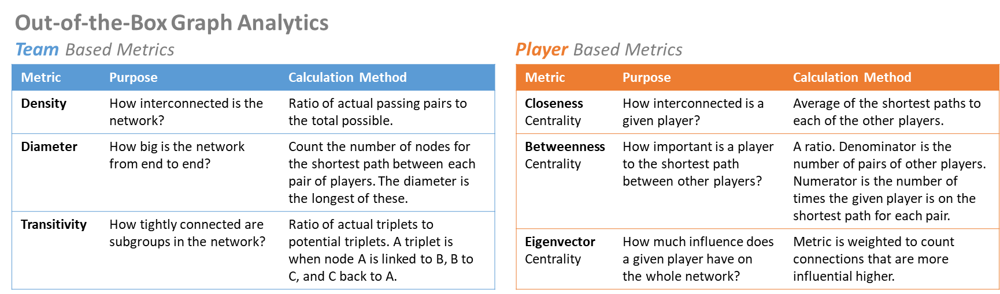 Out-of-the-Box Graph Analytics
Team Based Metrics
Metric Purpose Calculation Method
Density How interconnected is the Ratio of actual passing pairs to
network? the total possible.
Diameter How big is the network Count the number of nodes for
from end to end? the shortest path between each
pair of players. The diameter is
the longest of these.
Transitivity How tightly connected are Ratio of actual triplets to
subgroups in the network? potential triplets. A triplet is
when node A is linked to B, B to
C, and C back to A.
Player Based Metrics
Metric Purpose Calculation Method
Closeness How interconnected is a Average of the shortest paths to
Centrality given player? each of the other players.
Betweenness How important is a player A ratio. Denominator is the
Centrality to the shortest path number of pairs of other players.
between other players? Numerator is the number of
times the given player is on the
shortest path for each pair.
Eigenvector How much influence does Metric is weighted to count
Centrality a given player have on connections that are more
the whole network? influential higher.